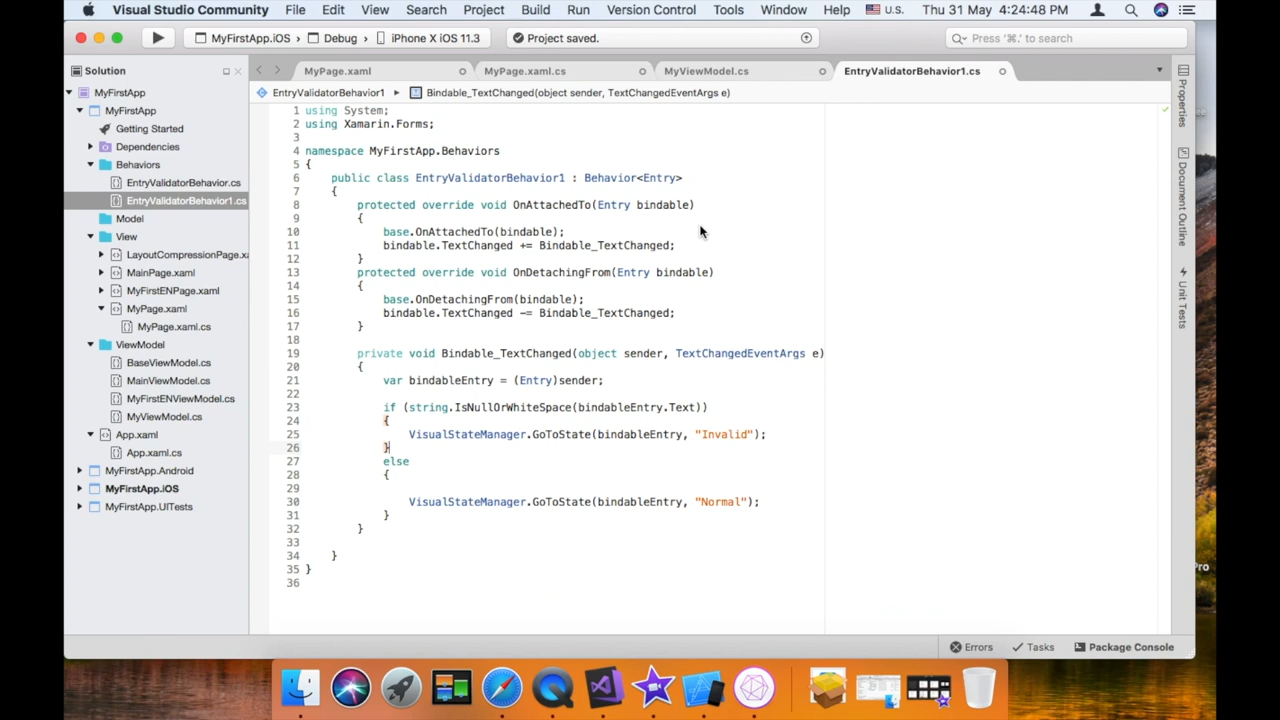 Visual Studio Community File Edit View Search Project Build Run Version Control Tools Window Help U.S. Thu 31 May 4:24:48 PM
MyFirstApp.iOS Debug iPhone X iOS 11.3 Project saved. Press '⌘.' to search
Solution
MyPage.xaml MyPage.xaml.cs MyViewModel.cs EntryValidatorBehavior1.cs
EntryValidatorBehavior1 Bindable_TextChanged(object sender, TextChangedEventArgs e)
MyFirstApp
MyFirstApp
Getting Started
Dependencies
Behaviors
EntryValidatorBehavior.cs
EntryValidatorBehavior1.cs
Model
View
LayoutCompressionPage.xa
MainPage.xaml
MyFirstENPage.xaml
MyPage.xaml
MyPage.xaml.cs
ViewModel
BaseViewModel.cs
MainViewModel.cs
MyFirstENViewModel.cs
MyViewModel.cs
App.xaml
App.xaml.cs
MyFirstApp.Android
MyFirstApp.iOS
MyFirstApp.UITests
1 using System;
2 using Xamarin.Forms;
3
4 namespace MyFirstApp.Behaviors
5 {
6 public class EntryValidatorBehavior1 : Behavior<Entry>
7 {
8 protected override void OnAttachedTo(Entry bindable)
9 {
10 base.OnAttachedTo(bindable);
11 bindable.TextChanged += Bindable_TextChanged;
12 }
13 protected override void OnDetachingFrom(Entry bindable)
14 {
15 base.OnDetachingFrom(bindable);
16 bindable.TextChanged -= Bindable_TextChanged;
17 }
18
19 private void Bindable_TextChanged(object sender, TextChangedEventArgs e)
20 {
21 var bindableEntry = (Entry)sender;
22
23 if (string.IsNullOrWhiteSpace(bindableEntry.Text))
24 {
25 VisualStateManager.GoToState(bindableEntry, "Invalid");
26 }
27 else
28 {
29
30 VisualStateManager.GoToState(bindableEntry, "Normal");
31 }
32 }
33
34 }
35 }
36
Properties
Document Outline
Unit Tests
Pro
Errors Tasks Package Console